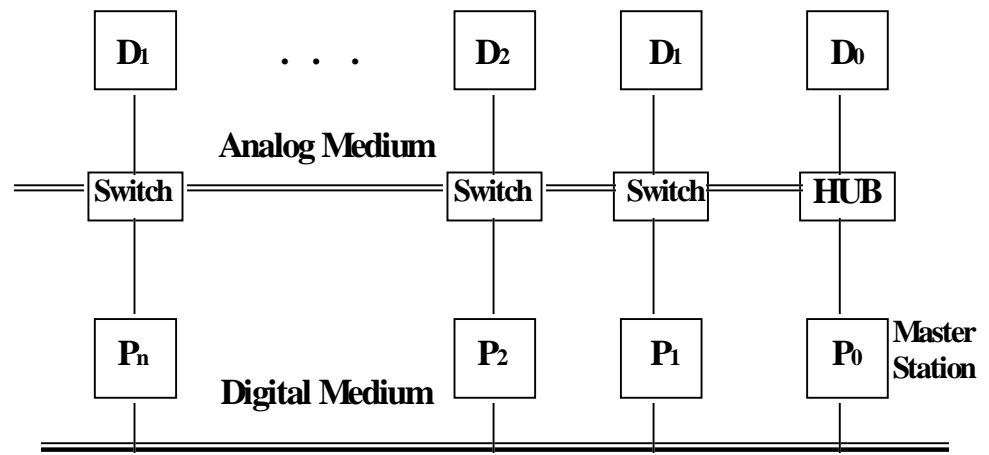 D1 . . . D2 D1 D0
Analog Medium
Switch Switch Switch HUB
Pn P2 P1 P0 Master
Station
Digital Medium